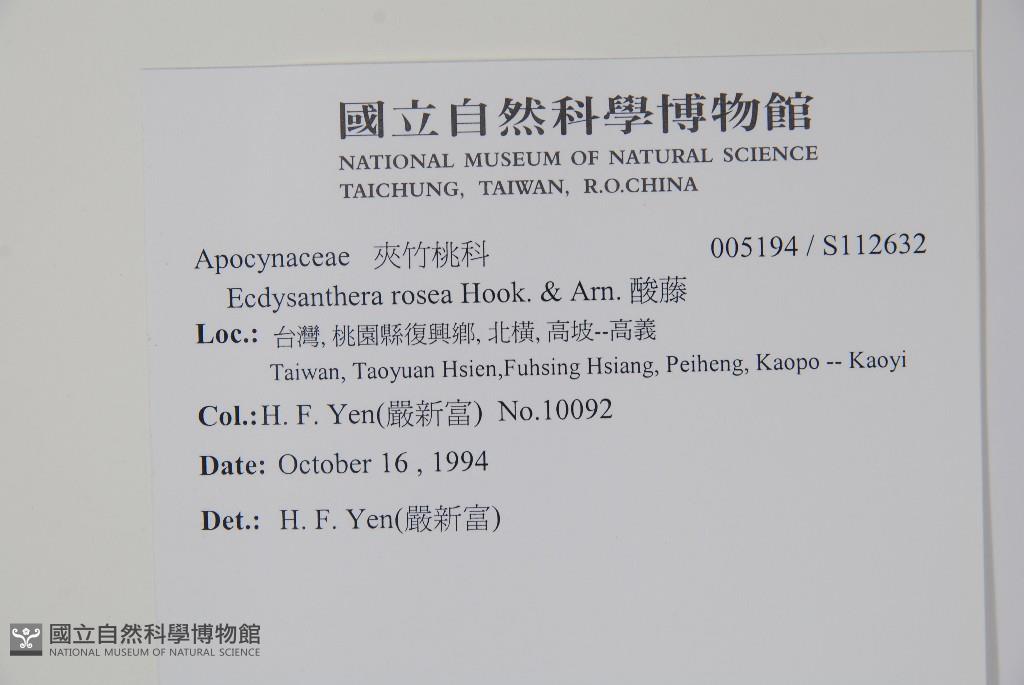 國立自然科學博物館
NATIONAL MUSEUM OF NATURAL SCIENCE
TAICHUNG, TAIWAN, R.O.CHINA
Apocynaceae 夾竹桃科 005194 / S112632
Ecdysanthera rosea Hook. & Arn. 酸藤
Loc.: 台灣, 桃園縣復興鄉, 北橫, 高坡--高義
Taiwan, Taoyuan Hsien,Fuhsing Hsiang, Peiheng, Kaopo -- Kaoyi
Col.:H. F. Yen(嚴新富) No.10092
Date: October 16 , 1994
Det.: H. F. Yen(嚴新富)
國立自然科學博物館
NATIONAL MUSEUM OF NATURAL SCIENCE